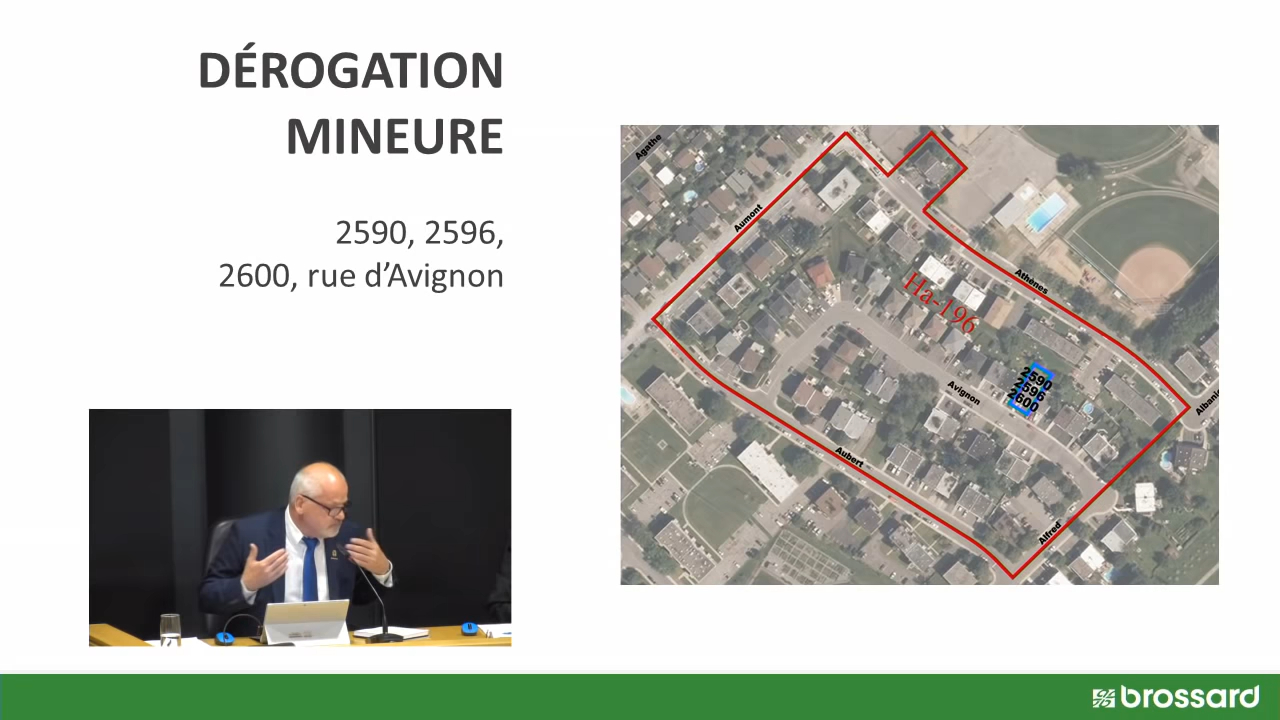 DÉROGATION
MINEURE
2590, 2596,
2600, rue d’Avignon
Agathe
Aumont
Athènes
Ha-196
2590
2596
2600
Avignon
Aubert
Alfred
brossard